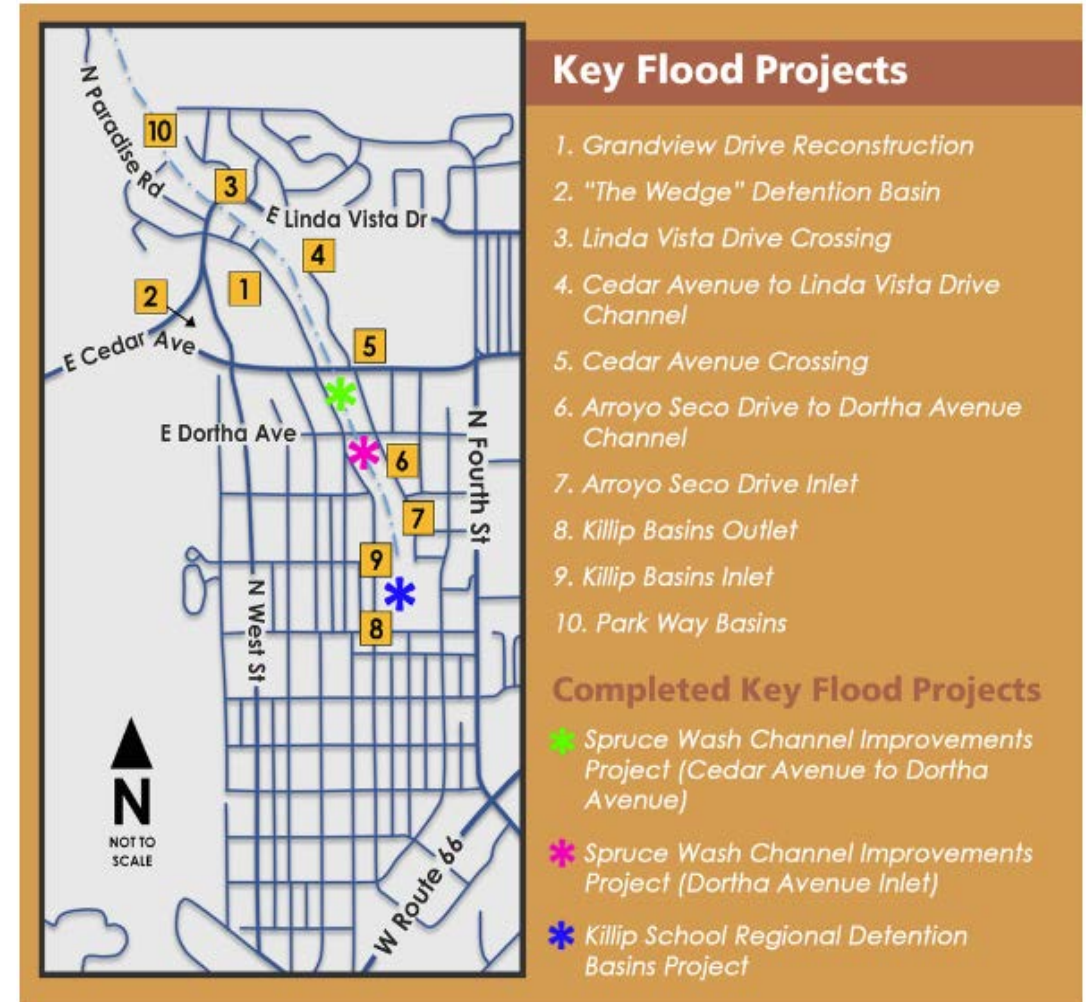 N Paradise Rd
10
3
E Linda Vista Dr
4
1
2
E Cedar Ave
5
E Dortha Ave
6
N Fourth St
7
9
8
N West St
N
NOT TO
SCALE
W Route 66
Key Flood Projects
1. Grandview Drive Reconstruction
2. “The Wedge” Detention Basin
3. Linda Vista Drive Crossing
4. Cedar Avenue to Linda Vista Drive
Channel
5. Cedar Avenue Crossing
6. Arroyo Seco Drive to Dortha Avenue
Channel
7. Arroyo Seco Drive Inlet
8. Killip Basins Outlet
9. Killip Basins Inlet
10. Park Way Basins
Completed Key Flood Projects
Spruce Wash Channel Improvements
Project (Cedar Avenue to Dortha
Avenue)
Spruce Wash Channel Improvements
Project (Dortha Avenue Inlet)
Killip School Regional Detention
Basins Project